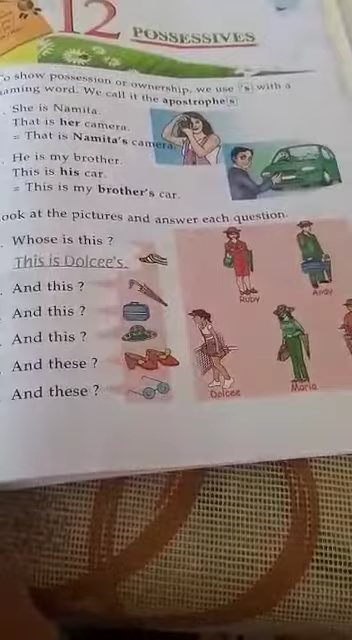 12 POSSESSIVES
To show possession or ownership, we use 's with a
naming word. We call it the apostrophe s
She is Namita.
That is her camera.
= That is Namita's camera.
He is my brother.
This is his car.
= This is my brother's car.
ook at the pictures and answer each question.
Whose is this ?
This is Dolcee's.
And this ?
And this ?
And this ?
And these ?
And these ?
Ruby
Andy
Dolcee
Maria